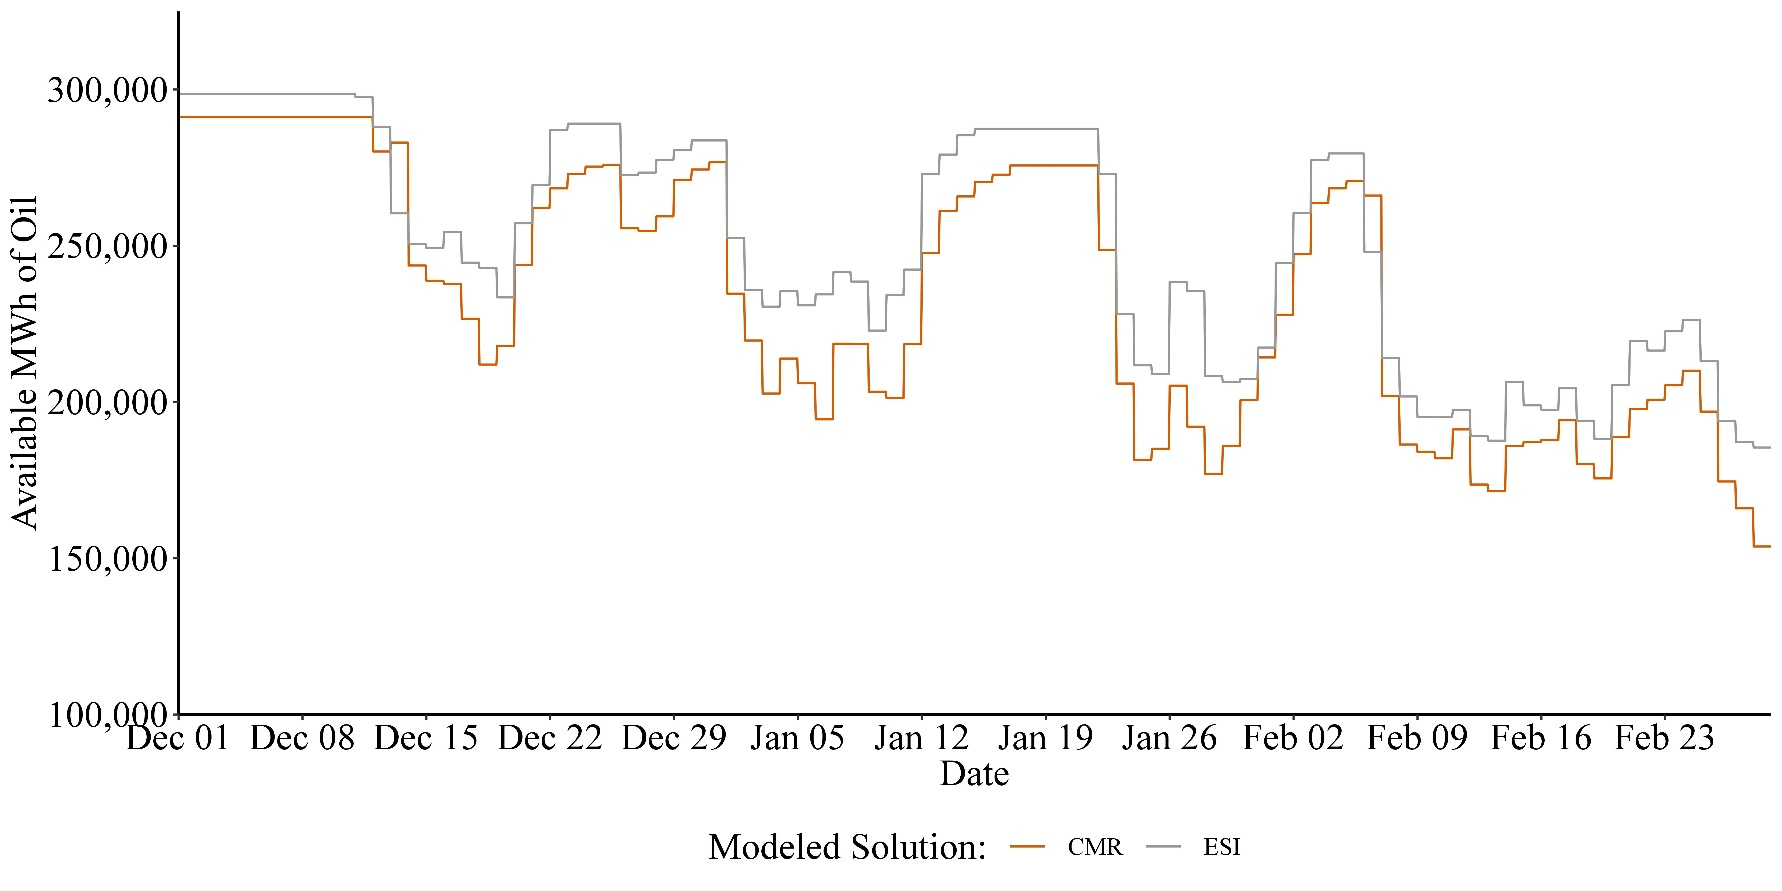 Available MWh of Oil
300,000
250,000
200,000
150,000
100,000
Dec 01 Dec 08 Dec 15 Dec 22 Dec 29 Jan 05 Jan 12 Jan 19 Jan 26 Feb 02 Feb 09 Feb 16 Feb 23
Date
Modeled Solution: CMR ESI